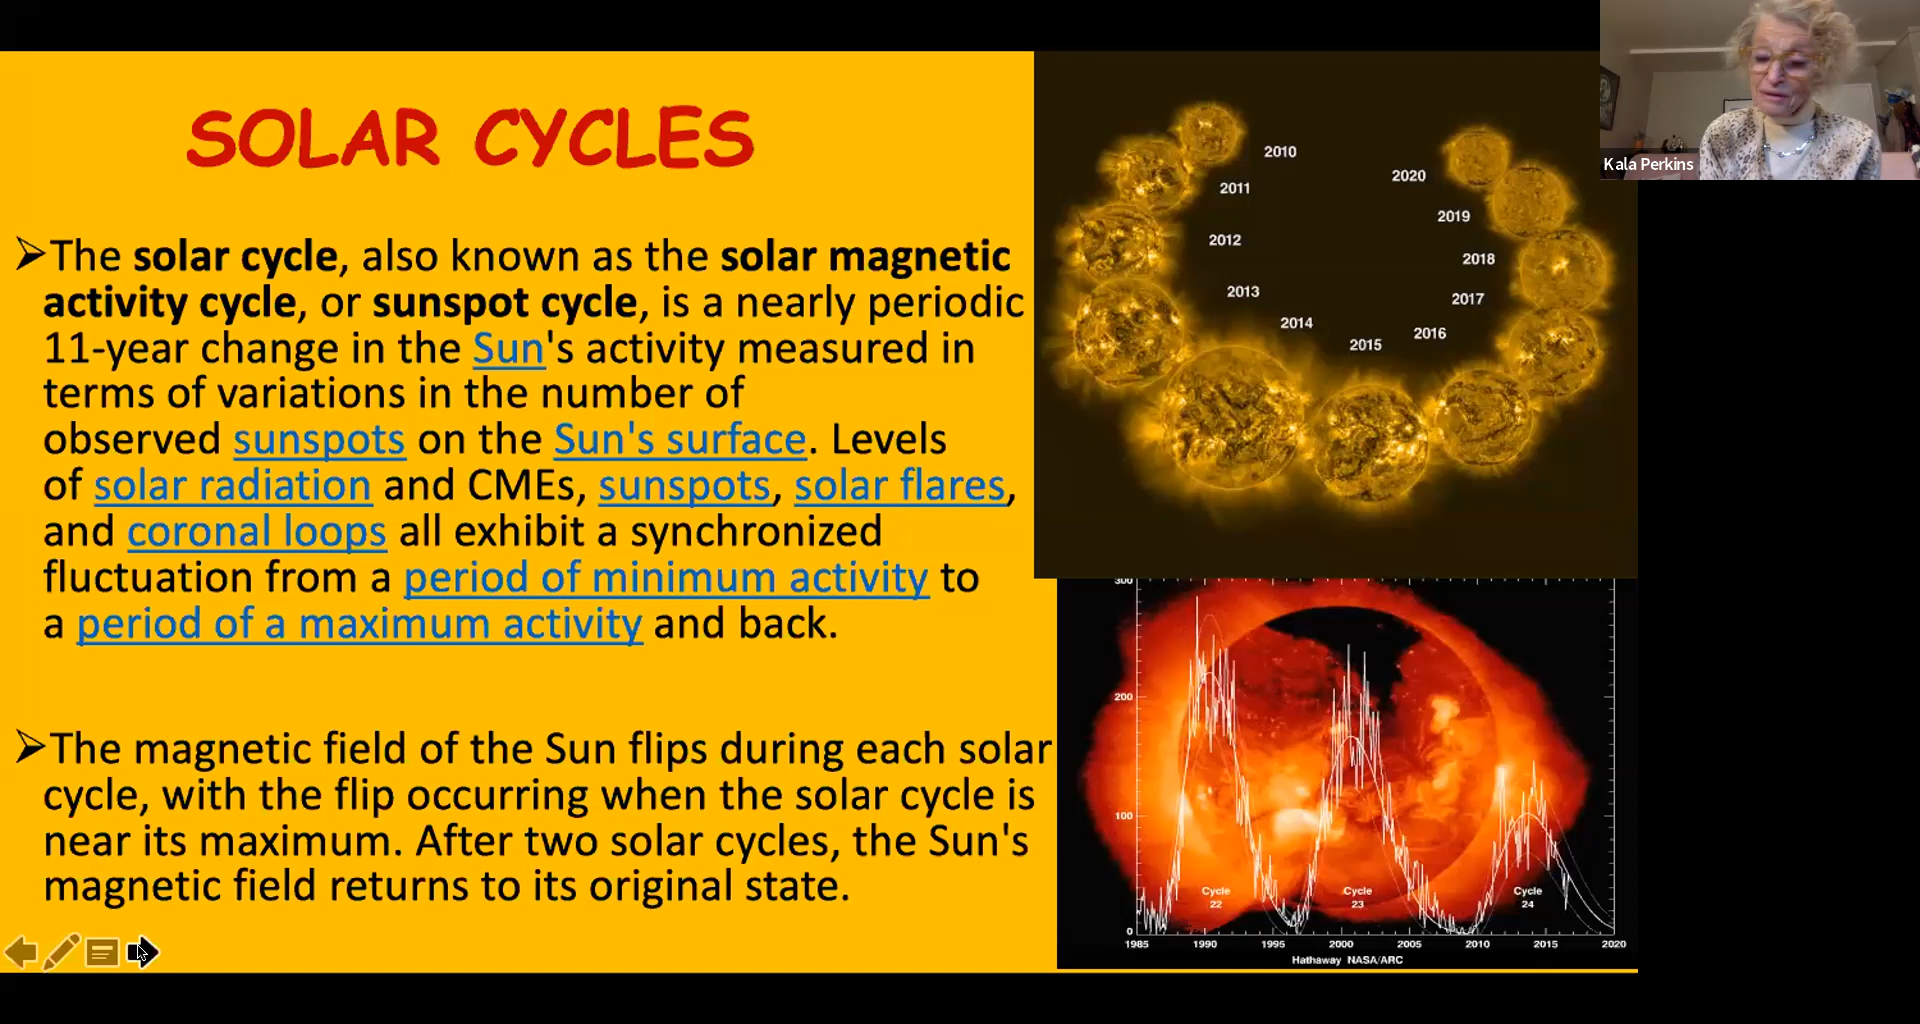 SOLAR CYCLES
➢The solar cycle, also known as the solar magnetic
activity cycle, or sunspot cycle, is a nearly periodic
11-year change in the Sun's activity measured in
terms of variations in the number of
observed sunspots on the Sun's surface. Levels
of solar radiation and CMEs, sunspots, solar flares,
and coronal loops all exhibit a synchronized
fluctuation from a period of minimum activity to
a period of a maximum activity and back.
➢The magnetic field of the Sun flips during each solar
cycle, with the flip occurring when the solar cycle is
near its maximum. After two solar cycles, the Sun's
magnetic field returns to its original state.
2010
2011
2012
2013
2014
2015
2016
2017
2018
2019
2020
300
200
100
0
Cycle
22
Cycle
23
Cycle
24
1985 1990 1995 2000 2005 2010 2015 2020
Hathaway NASA/ARC
Kala Perkins